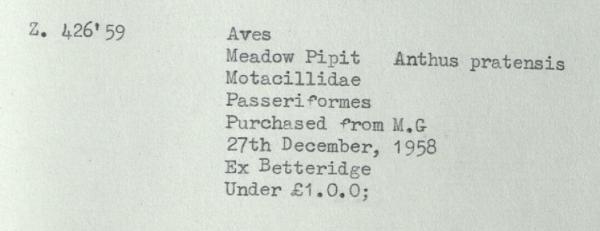 Z. 426'59 Aves
Meadow Pipit Anthus pratensis
Motacillidae
Passeriformes
Purchased from M.G
27th December, 1958
Ex Betteridge
Under £1.0.0;